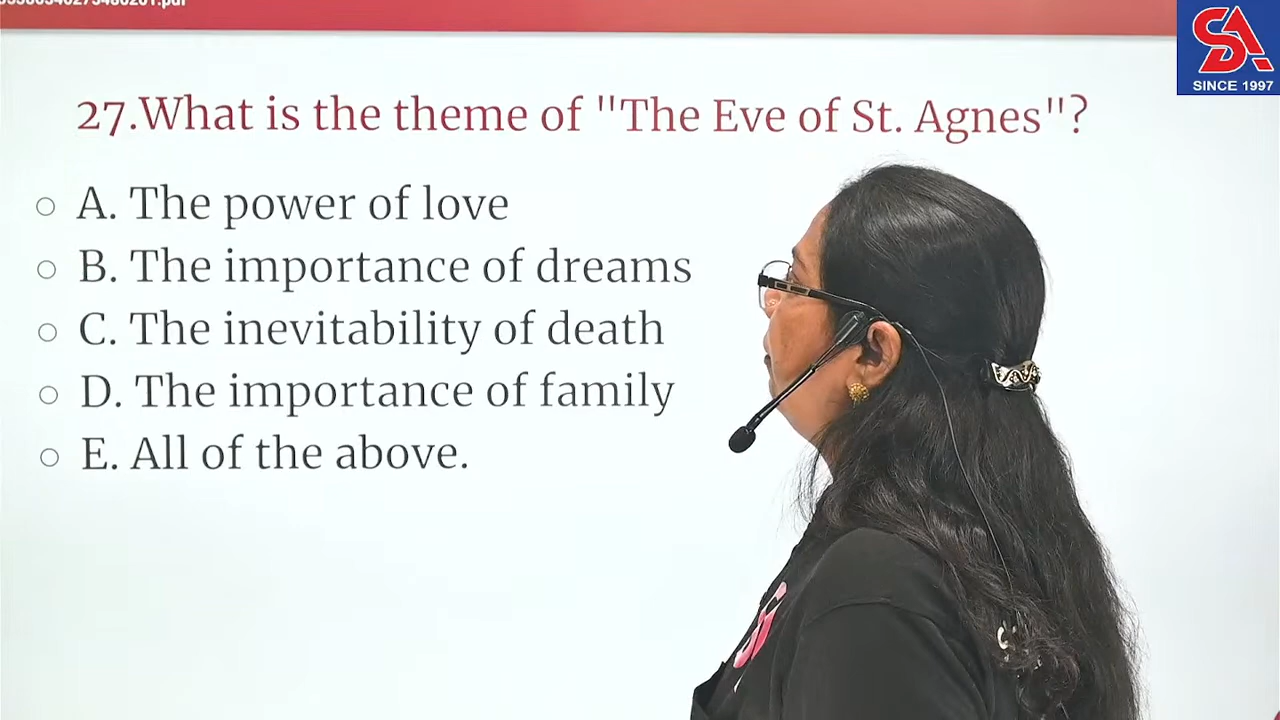 SINCE 1997
27.What is the theme of "The Eve of St. Agnes"?
A. The power of love
B. The importance of dreams
C. The inevitability of death
D. The importance of family
E. All of the above.